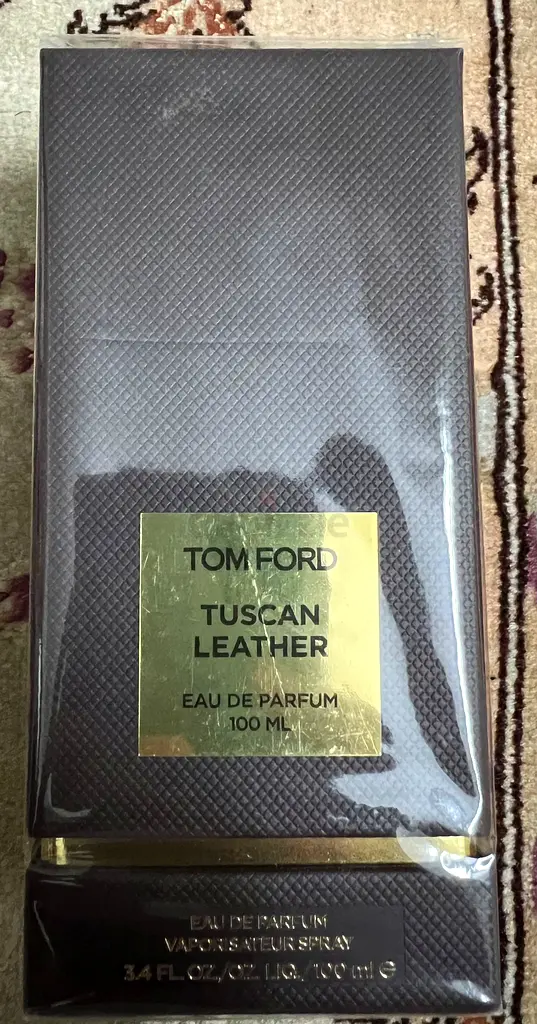 TOM FORD
TUSCAN
LEATHER
EAU DE PARFUM
100 ML
EAU DE PARFUM
VAPORISATEUR SPRAY
3.4 FL. OZ./OZ. LIQ./100 ml ℮